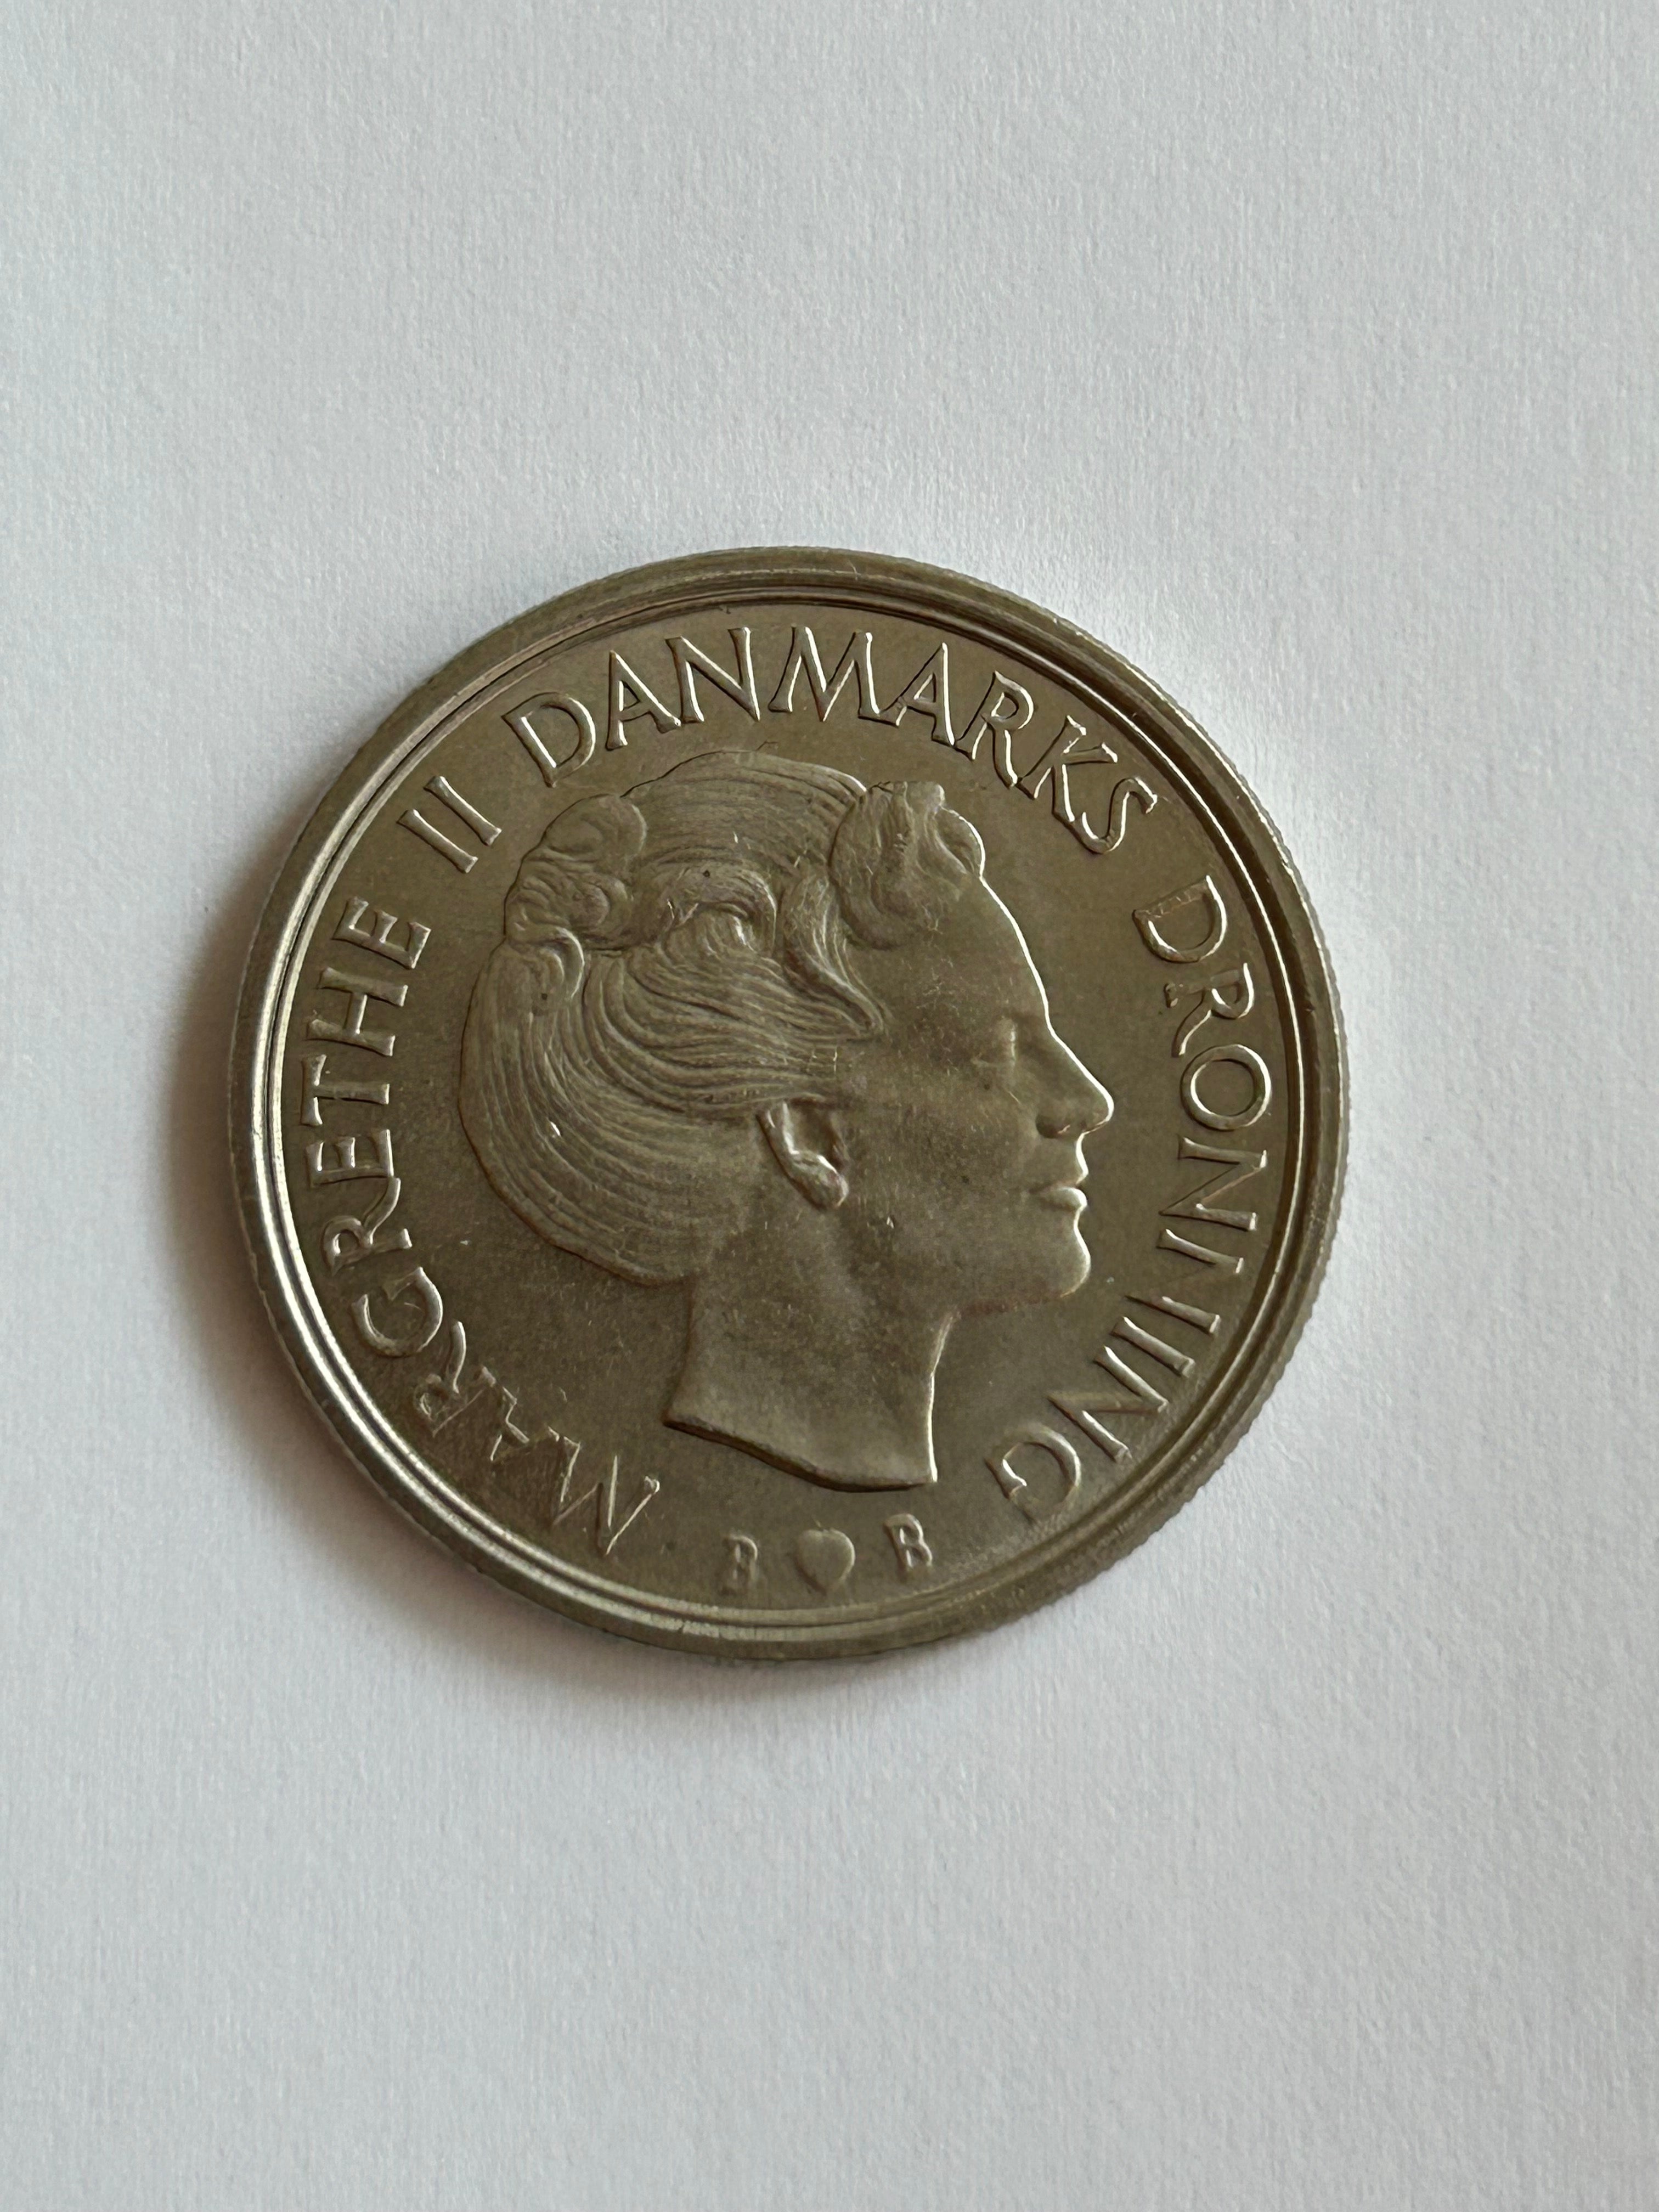 MARGRETHE II DANMARKS DRONNING
B ♥ B